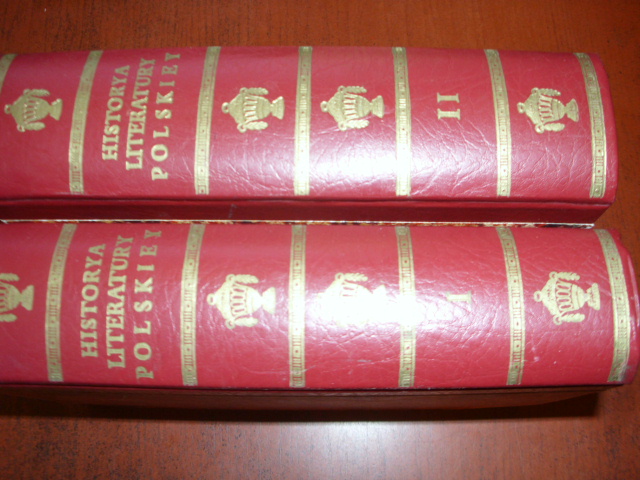 HISTORYA
LITERATURY
POLSKIEY
II
HISTORYA
LITERATURY
POLSKIEY
I